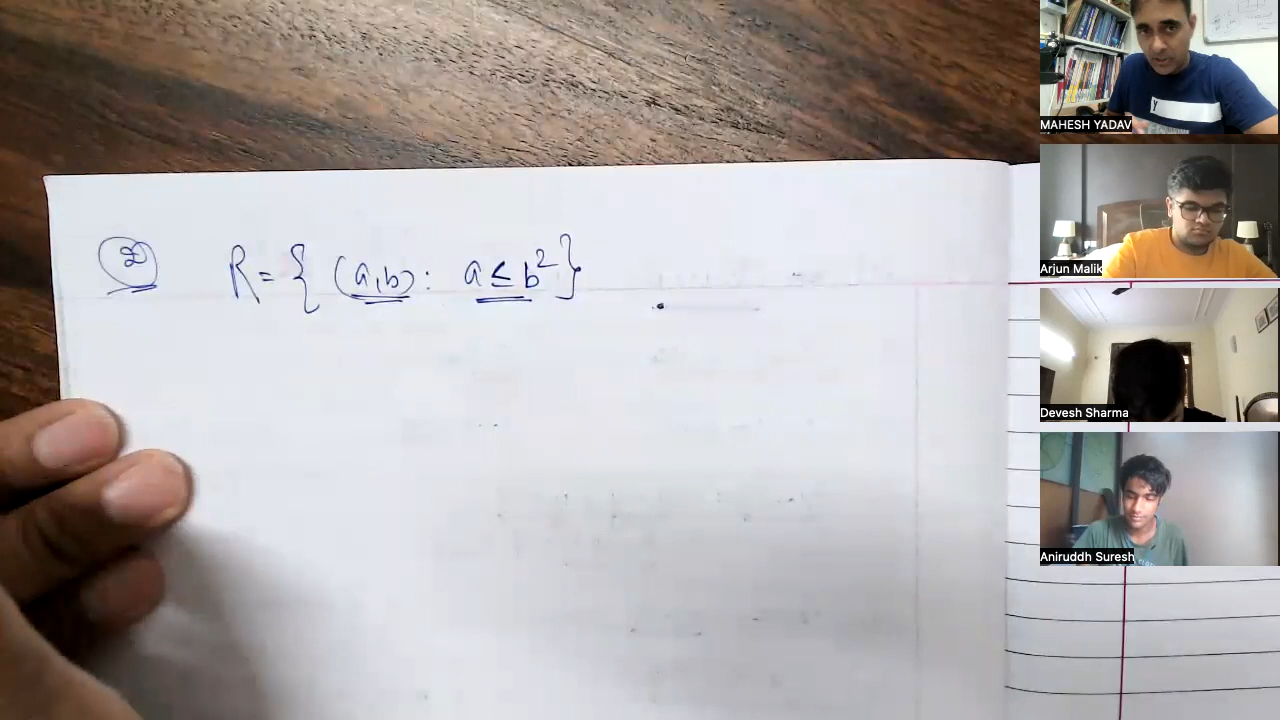 ② R = { (a,b) : a ≤ b² }
MAHESH YADAV
Arjun Malik
Devesh Sharma
Aniruddh Suresh